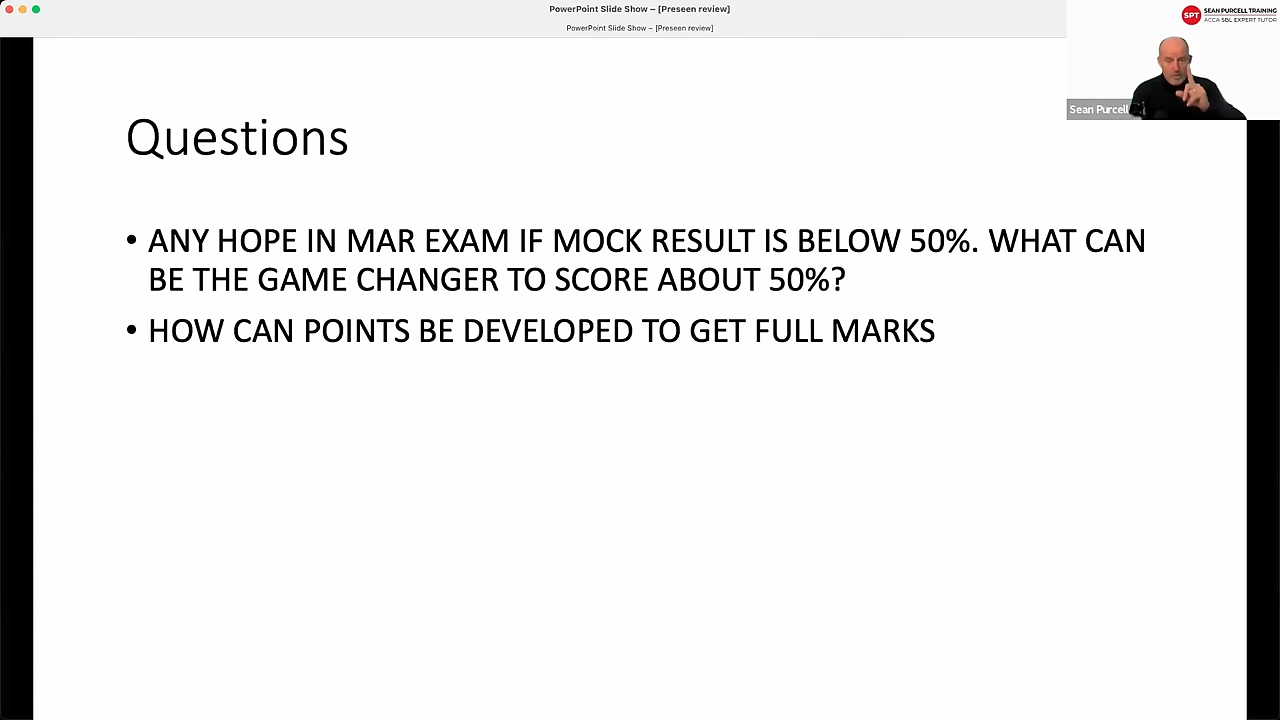 PowerPoint Slide Show – [Preseen review]
PowerPoint Slide Show – [Preseen review]
SPT
SEAN PURCELL TRAINING
ACCA SBL EXPERT TUTOR
Sean Purcell
Questions
• ANY HOPE IN MAR EXAM IF MOCK RESULT IS BELOW 50%. WHAT CAN
BE THE GAME CHANGER TO SCORE ABOUT 50%?
• HOW CAN POINTS BE DEVELOPED TO GET FULL MARKS